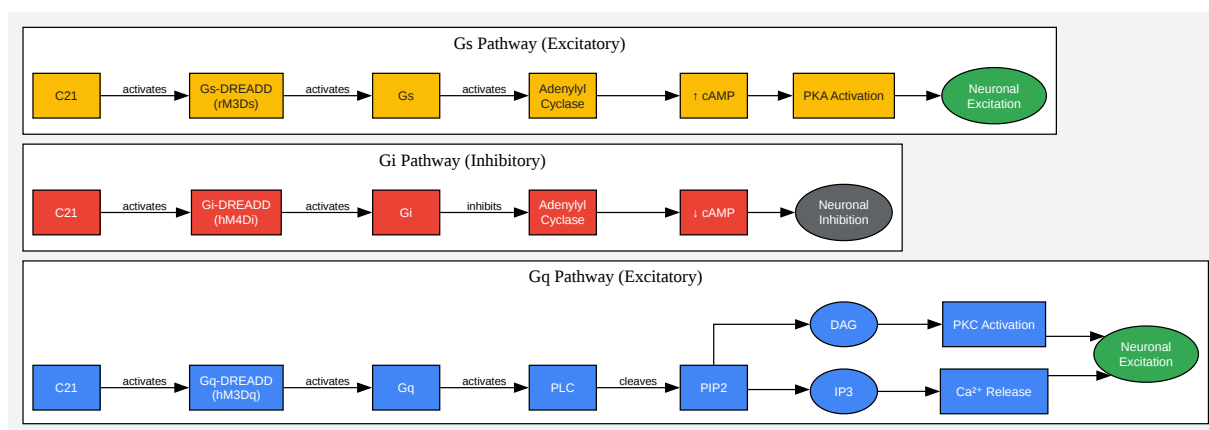 Gs Pathway (Excitatory)
C21
activates
Gs-DREADD
(rM3Ds)
activates
Gs
activates
Adenylyl
Cyclase
↑ cAMP
PKA Activation
Neuronal
Excitation
Gi Pathway (Inhibitory)
C21
activates
Gi-DREADD
(hM4Di)
activates
Gi
inhibits
Adenylyl
Cyclase
↓ cAMP
Neuronal
Inhibition
Gq Pathway (Excitatory)
C21
activates
Gq-DREADD
(hM3Dq)
activates
Gq
activates
PLC
cleaves
PIP2
DAG
PKC Activation
IP3
Ca²⁺ Release
Neuronal
Excitation